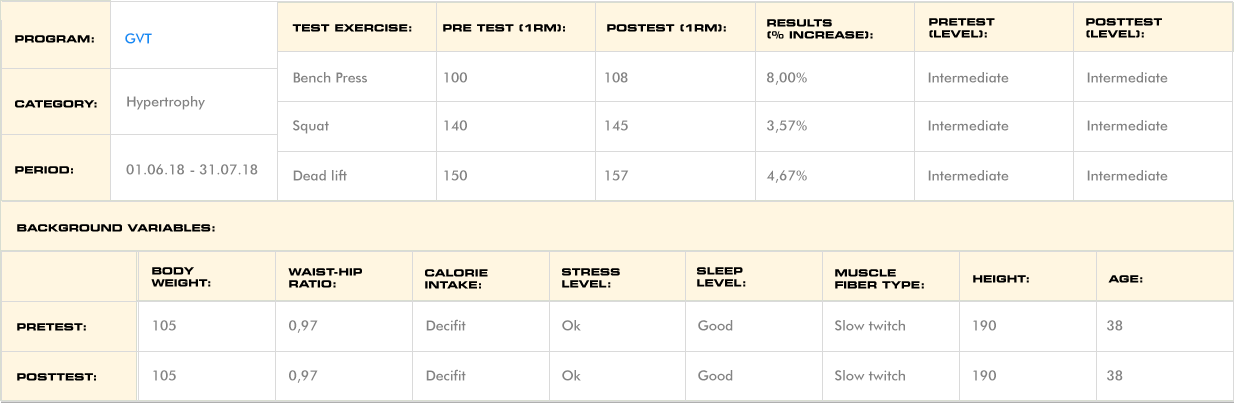 PROGRAM: GVT
CATEGORY: Hypertrophy
PERIOD: 01.06.18 - 31.07.18
TEST EXERCISE: PRE TEST (1RM): POSTEST (1RM): RESULTS (% INCREASE): PRETEST (LEVEL): POSTTEST (LEVEL):
Bench Press 100 108 8,00% Intermediate Intermediate
Squat 140 145 3,57% Intermediate Intermediate
Dead lift 150 157 4,67% Intermediate Intermediate
BACKGROUND VARIABLES:
BODY WEIGHT: WAIST-HIP RATIO: CALORIE INTAKE: STRESS LEVEL: SLEEP LEVEL: MUSCLE FIBER TYPE: HEIGHT: AGE:
PRETEST: 105 0,97 Decifit Ok Good Slow twitch 190 38
POSTTEST: 105 0,97 Decifit Ok Good Slow twitch 190 38